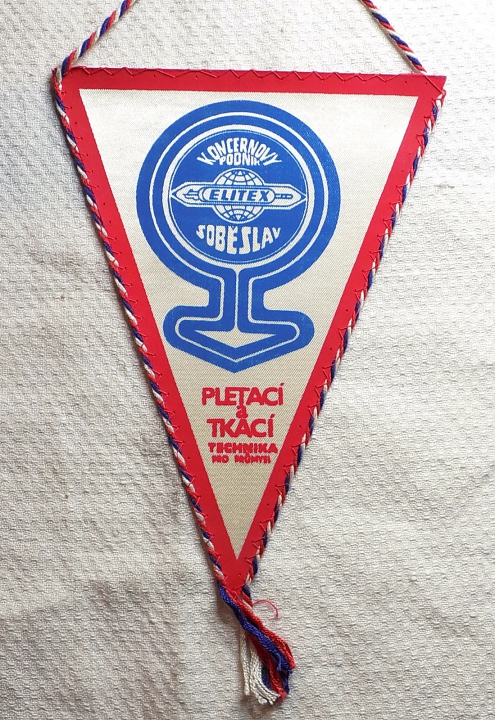 KONCERNOVÝ
PODNIK
ELITEX
SOBĚSLAV
PLETACÍ
a
TKACÍ
TECHNIKA
PRO PRŮMYSL